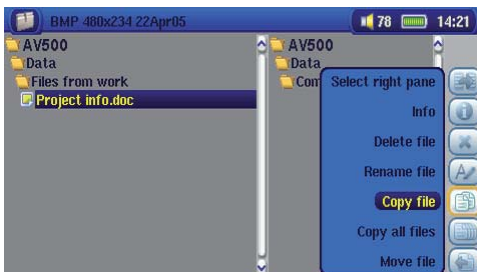 BMP 480x234 22Apr05
78
14:21
AV500
Data
Files from work
Project info.doc
AV500
Data
Com
Select right pane
Info
Delete file
Rename file
Copy file
Copy all files
Move file